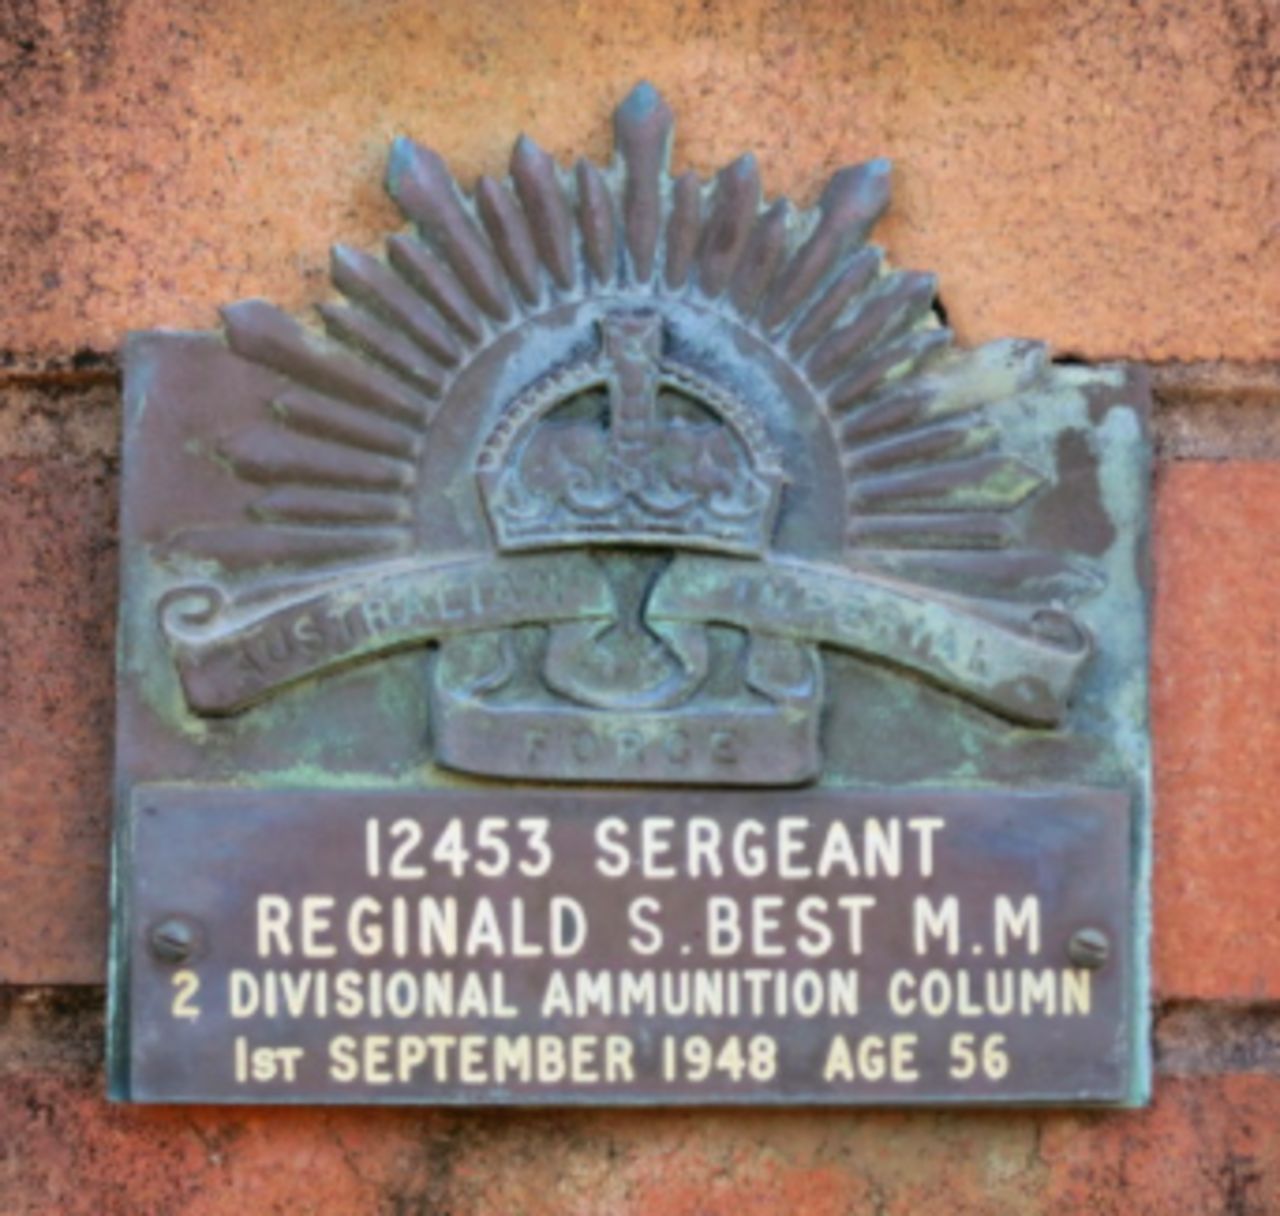 AUSTRALIAN IMPERIAL
FORCE
12453 SERGEANT
REGINALD S. BEST M.M
2 DIVISIONAL AMMUNITION COLUMN
1ST SEPTEMBER 1948 AGE 56